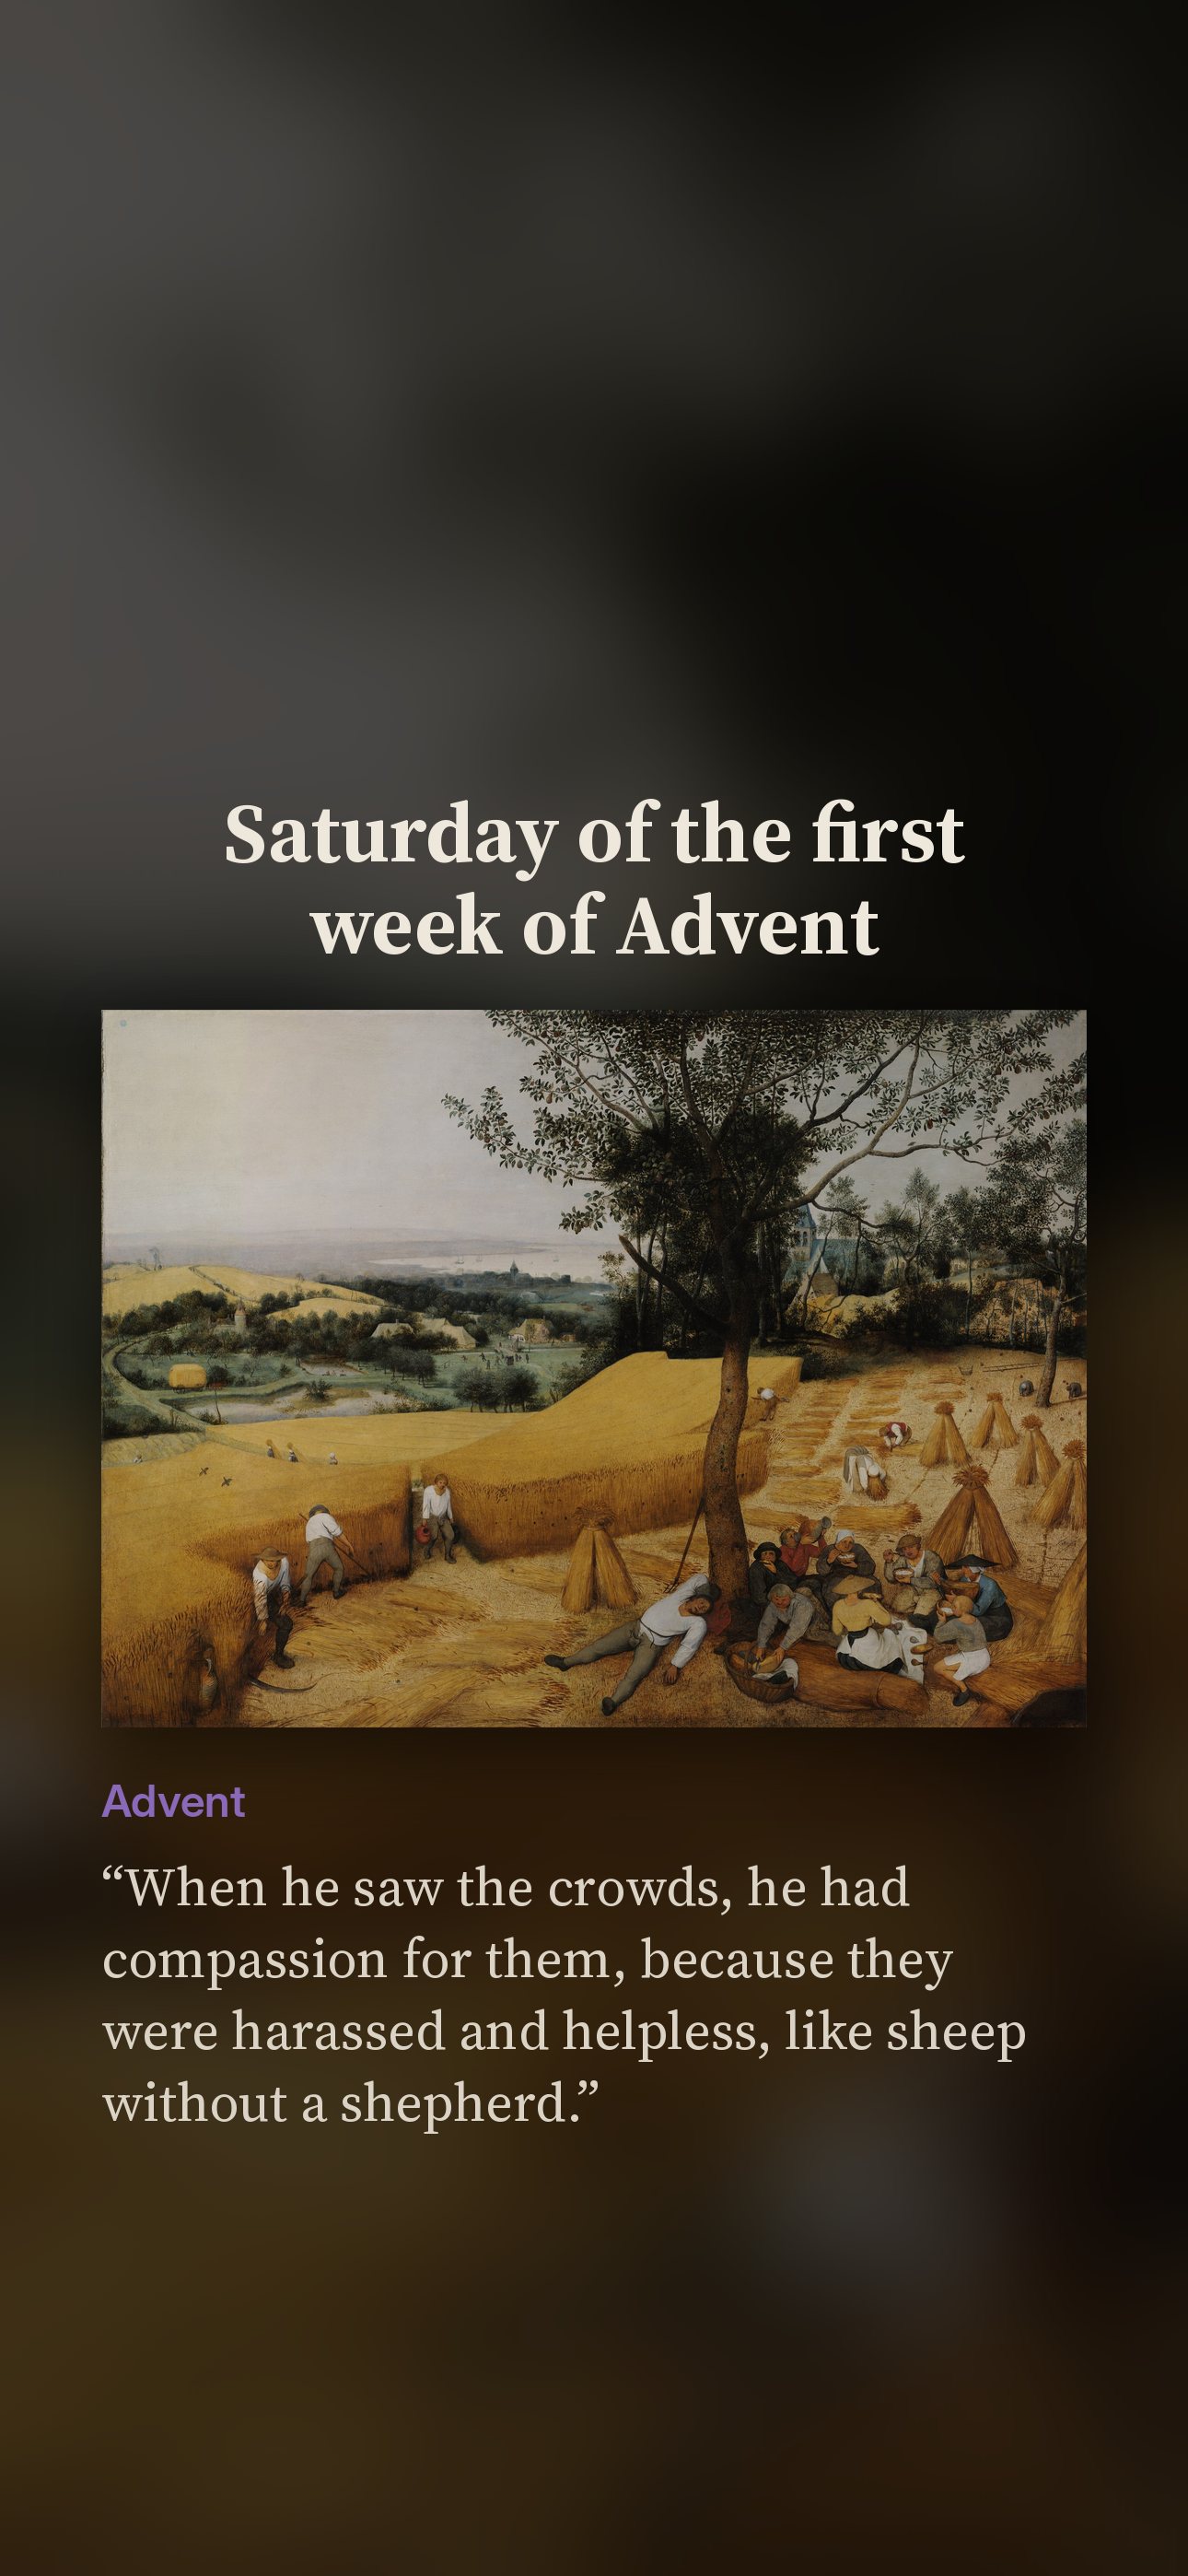 Saturday of the first
week of Advent
Advent
“When he saw the crowds, he had
compassion for them, because they
were harassed and helpless, like sheep
without a shepherd.”